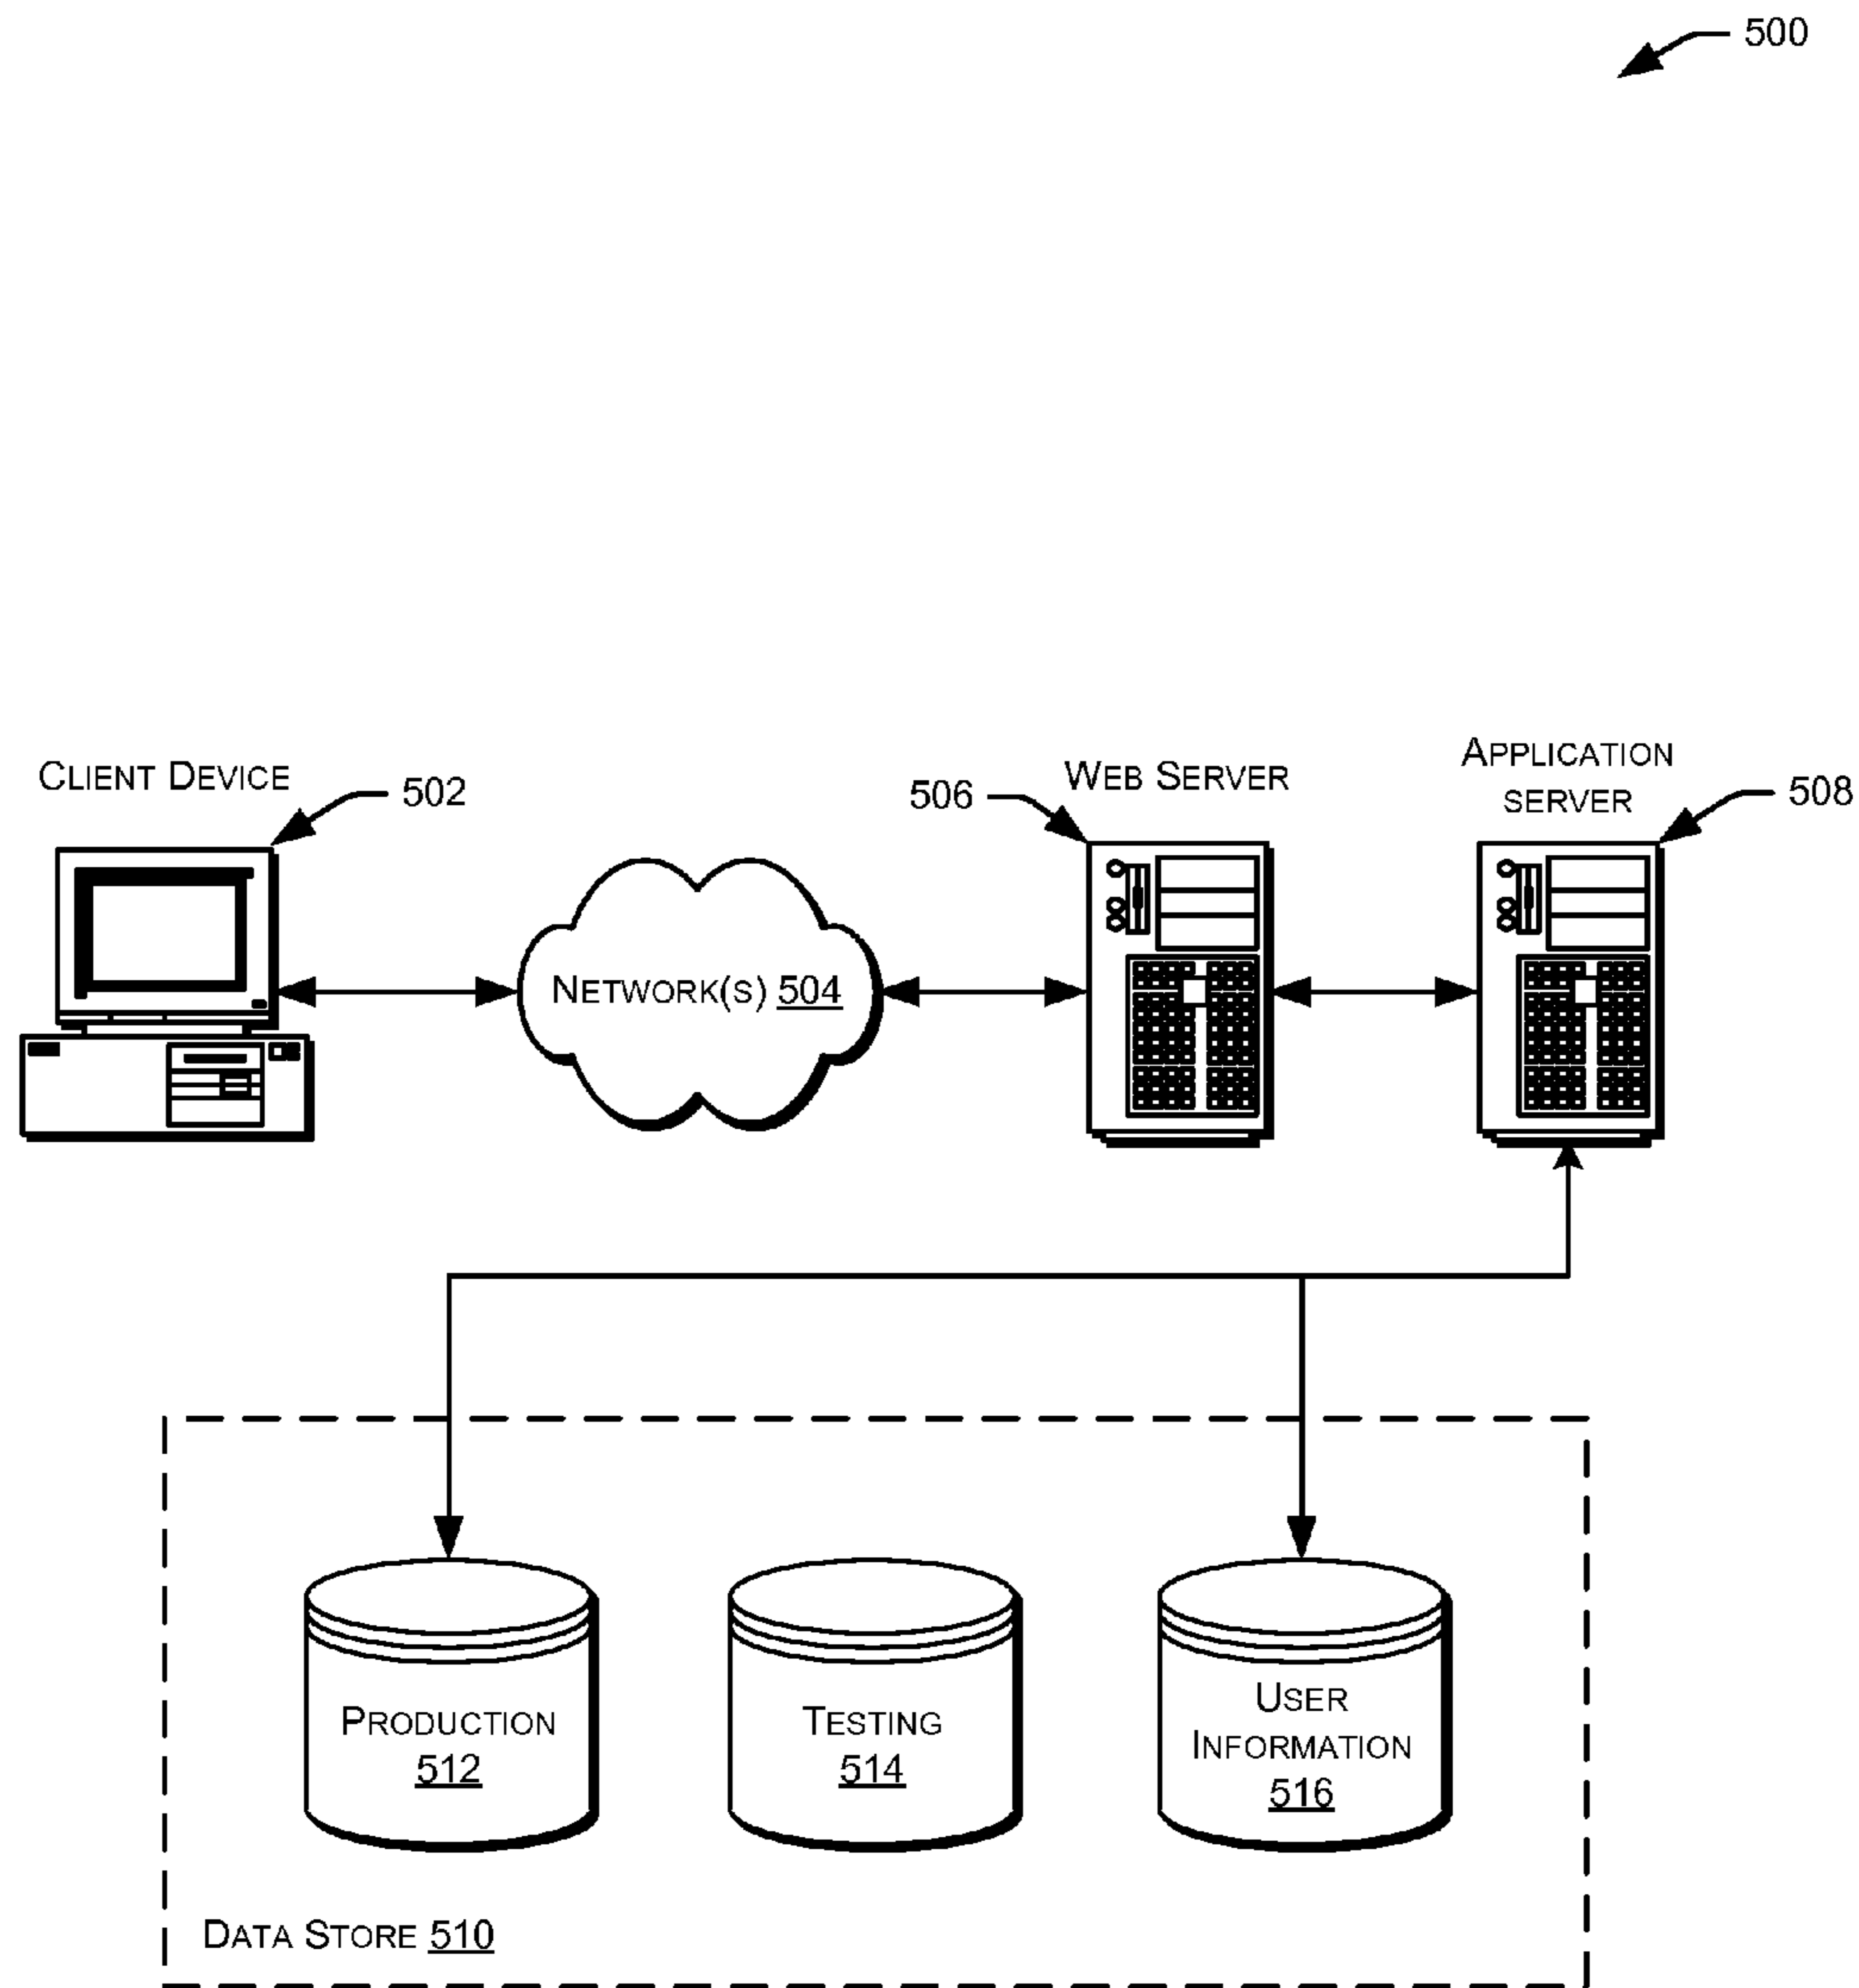 500
CLIENT DEVICE
502
506
WEB SERVER
APPLICATION
SERVER
508
NETWORK(S) 504
PRODUCTION
512
TESTING
514
USER
INFORMATION
516
DATA STORE 510